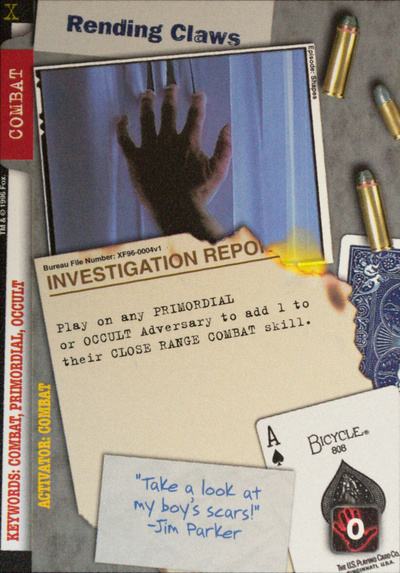 X
Rending Claws
COMBAT
Episode: Shapes
TM & © 1996 Fox.
Bureau File Number: XF96-0004v1
INVESTIGATION REPO
Play on any PRIMORDIAL
or OCCULT Adversary to add 1 to
their CLOSE RANGE COMBAT skill.
KEYWORDS: COMBAT, PRIMORDIAL, OCCULT
ACTIVATOR: COMBAT
"Take a look at
my boy's scars!"
-Jim Parker
A
BICYCLE®
808
0
THE U.S. PLAYING CARD CO.
CINCINNATI, U.S.A.